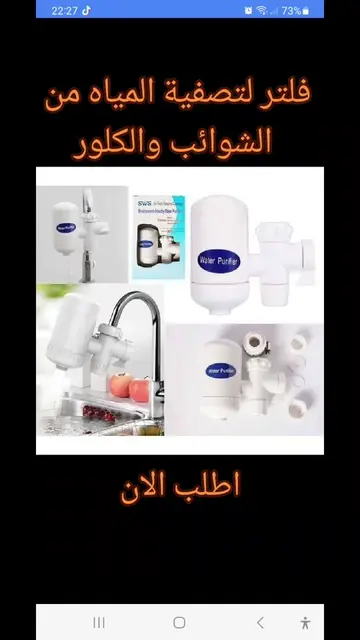 22:27
73%
فلتر لتصفية المياه من
الشوائب والكلور
SWS
Water Purifier
Water Purifier
Water Purifier
Water Purifier
اطلب الان